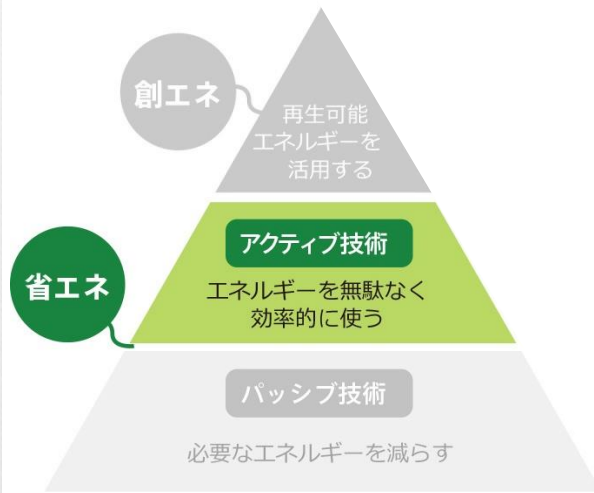 創エネ
再生可能
エネルギーを
活用する
アクティブ技術
省エネ
エネルギーを無駄なく
効率的に使う
パッシブ技術
必要なエネルギーを減らす